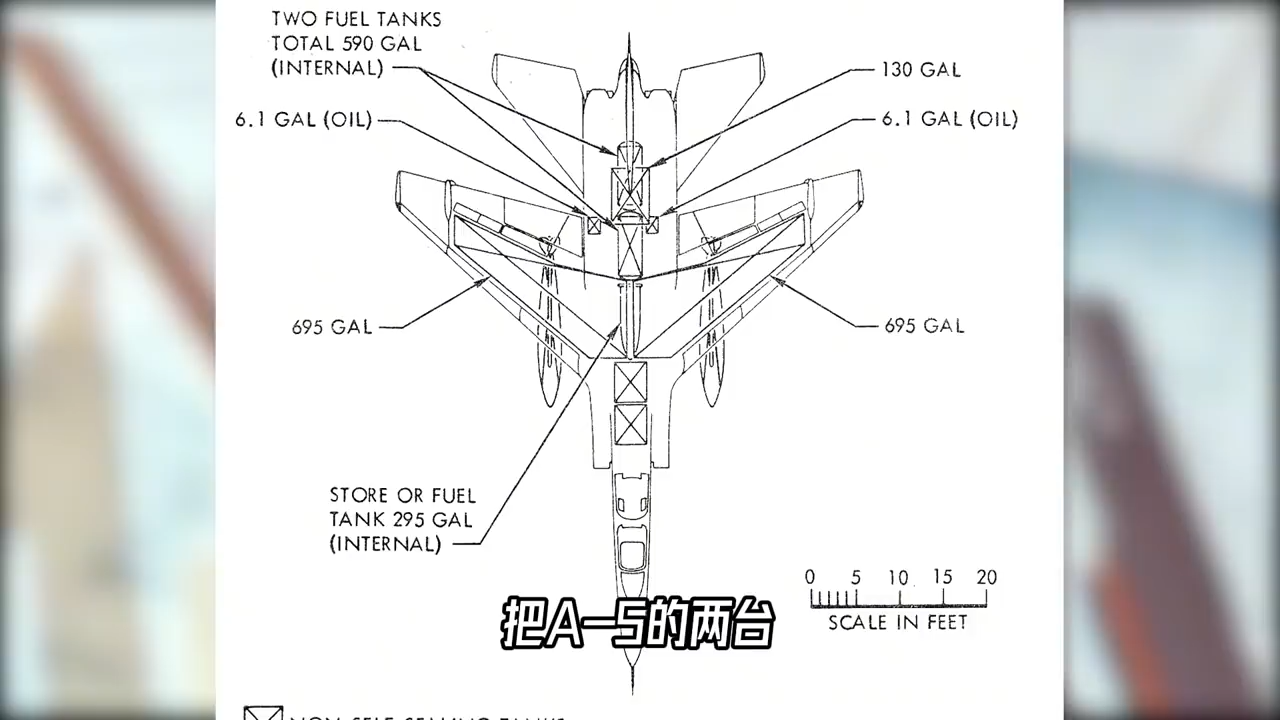 TWO FUEL TANKS
TOTAL 590 GAL
(INTERNAL)
130 GAL
6.1 GAL (OIL)
6.1 GAL (OIL)
695 GAL
695 GAL
STORE OR FUEL
TANK 295 GAL
(INTERNAL)
0 5 10 15 20
SCALE IN FEET
把A-5的两台